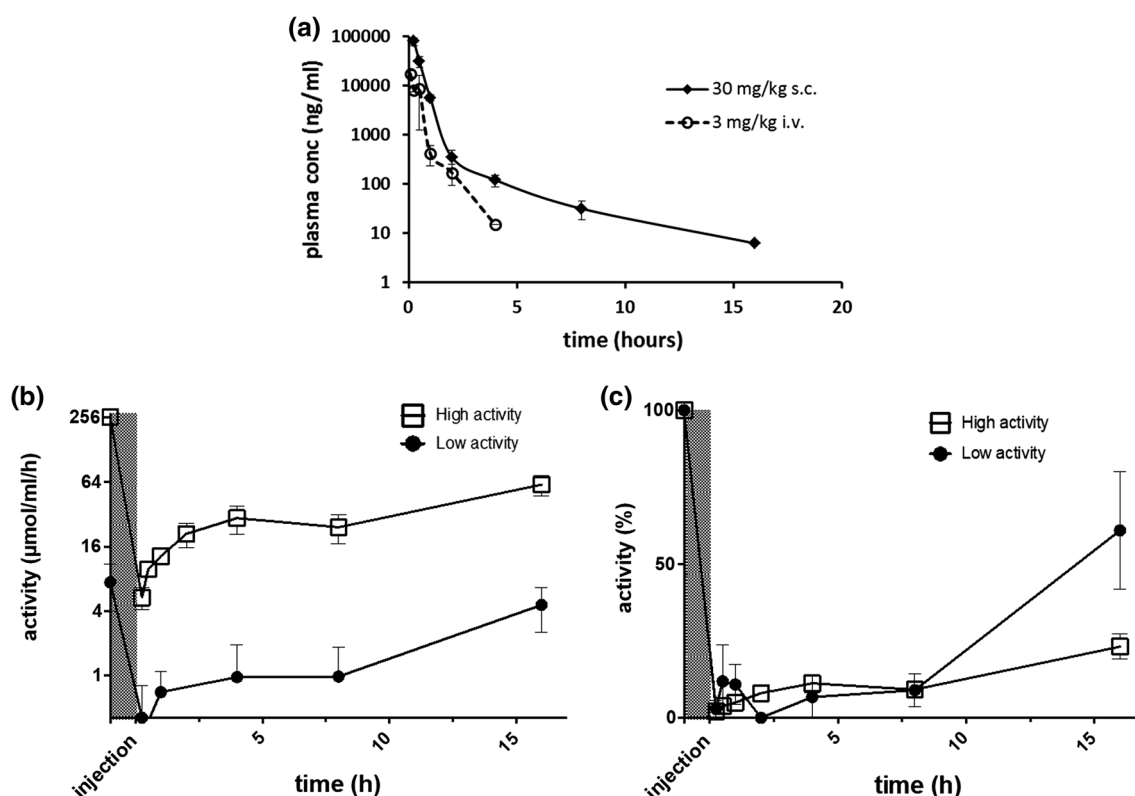 (a)
100000
10000
1000
100
10
1
plasma conc (ng/ml)
30 mg/kg s.c.
3 mg/kg i.v.
0 5 10 15 20
time (hours)
(b)
256
64
16
4
1
activity (µmol/ml/h)
High activity
Low activity
injection 5 10 15
time (h)
(c)
100
50
0
activity (%)
High activity
Low activity
injection 5 10 15
time (h)